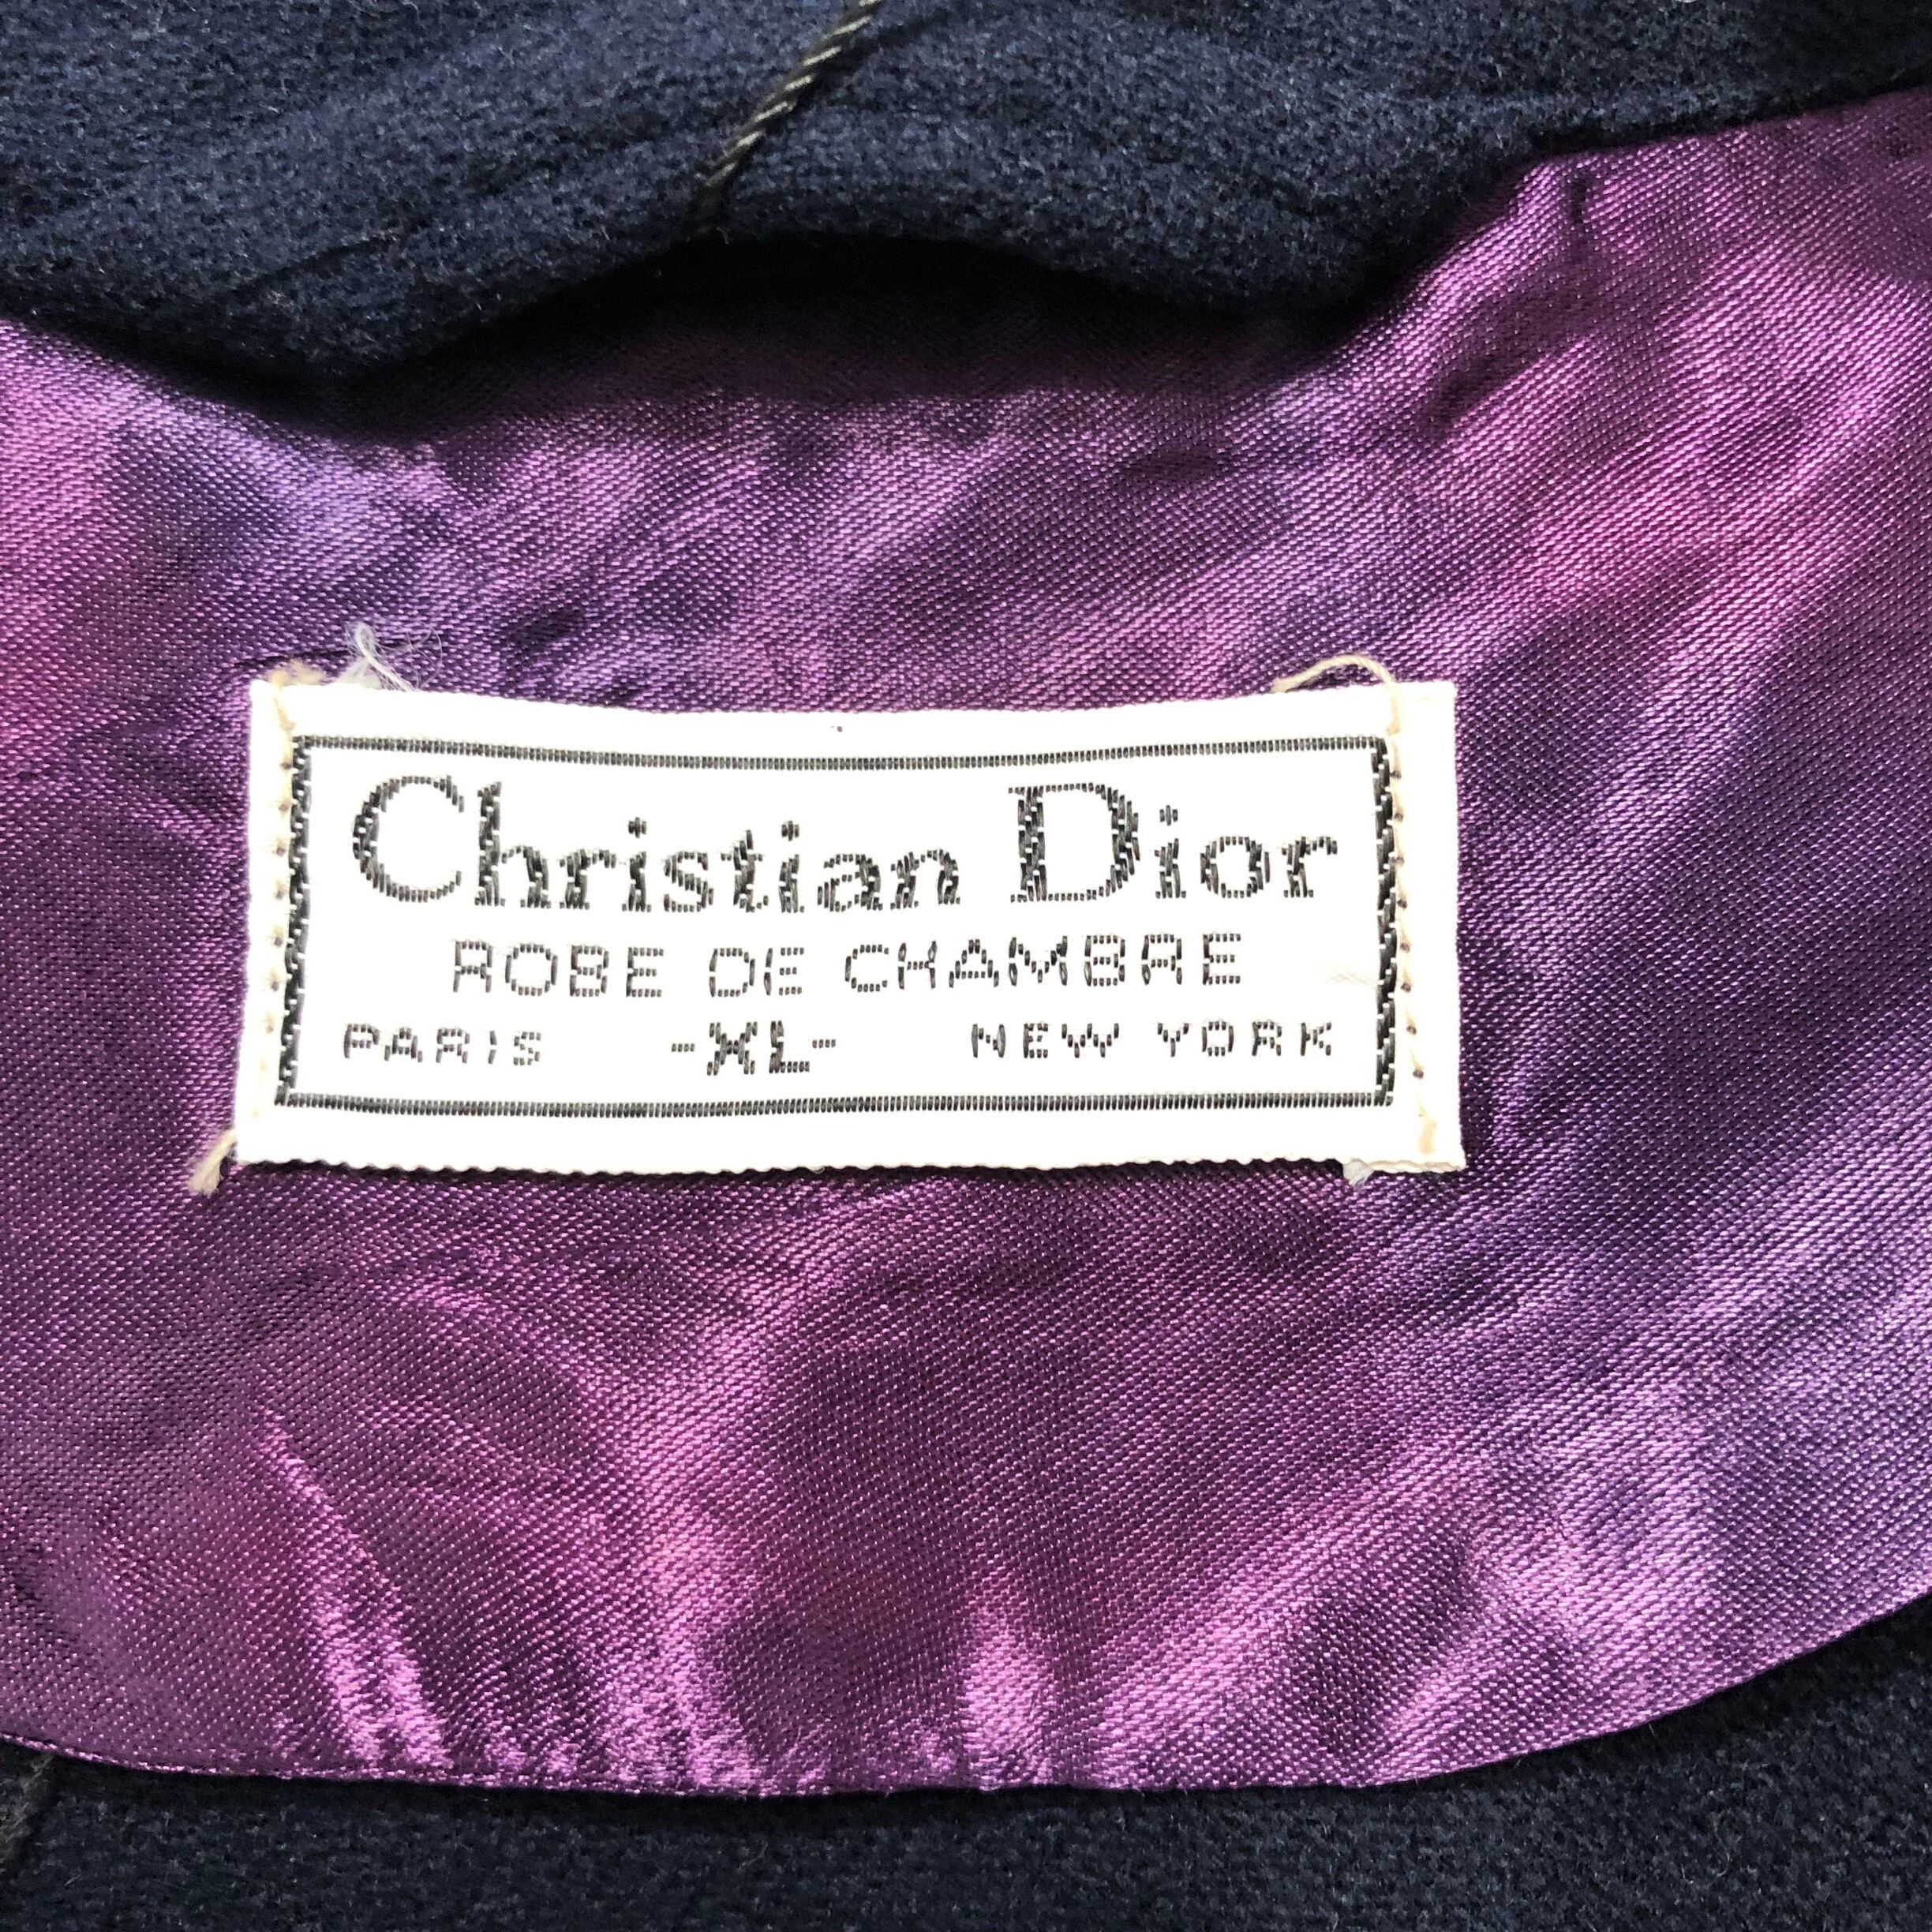 Christian Dior
ROBE DE CHAMBRE
PARIS -XL- NEW YORK